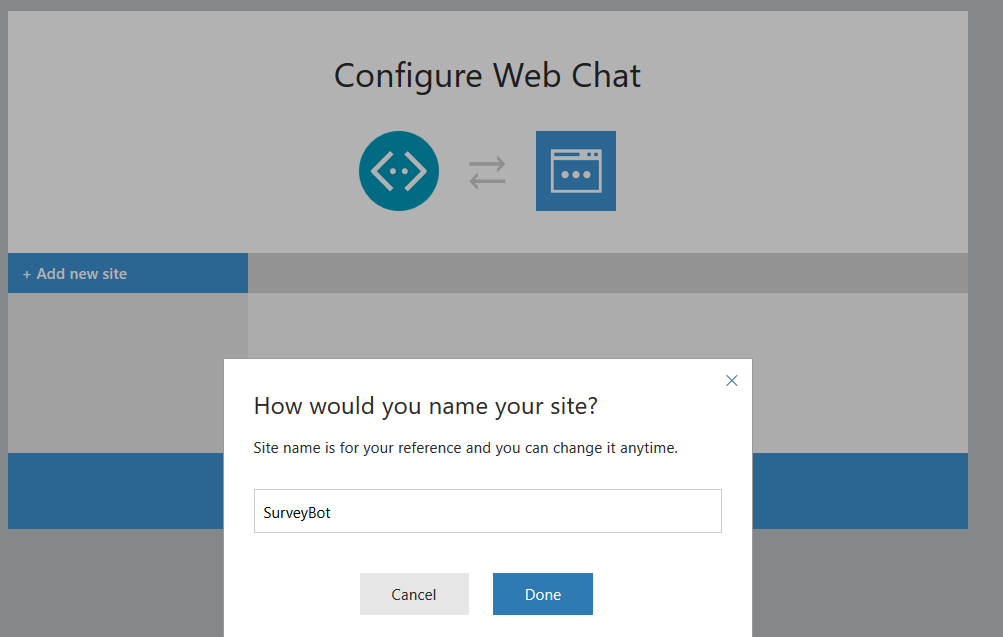 Configure Web Chat
+ Add new site
How would you name your site?
Site name is for your reference and you can change it anytime.
SurveyBot
Cancel
Done